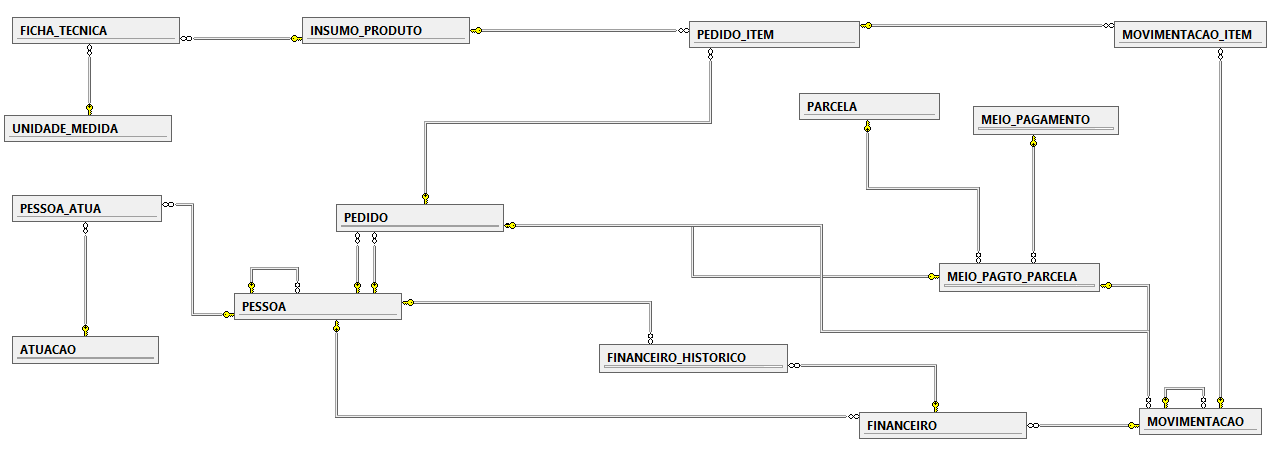 FICHA_TECNICA
INSUMO_PRODUTO
PEDIDO_ITEM
MOVIMENTACAO_ITEM
UNIDADE_MEDIDA
PARCELA
MEIO_PAGAMENTO
PESSOA_ATUA
PEDIDO
MEIO_PAGTO_PARCELA
PESSOA
ATUACAO
FINANCEIRO_HISTORICO
FINANCEIRO
MOVIMENTACAO